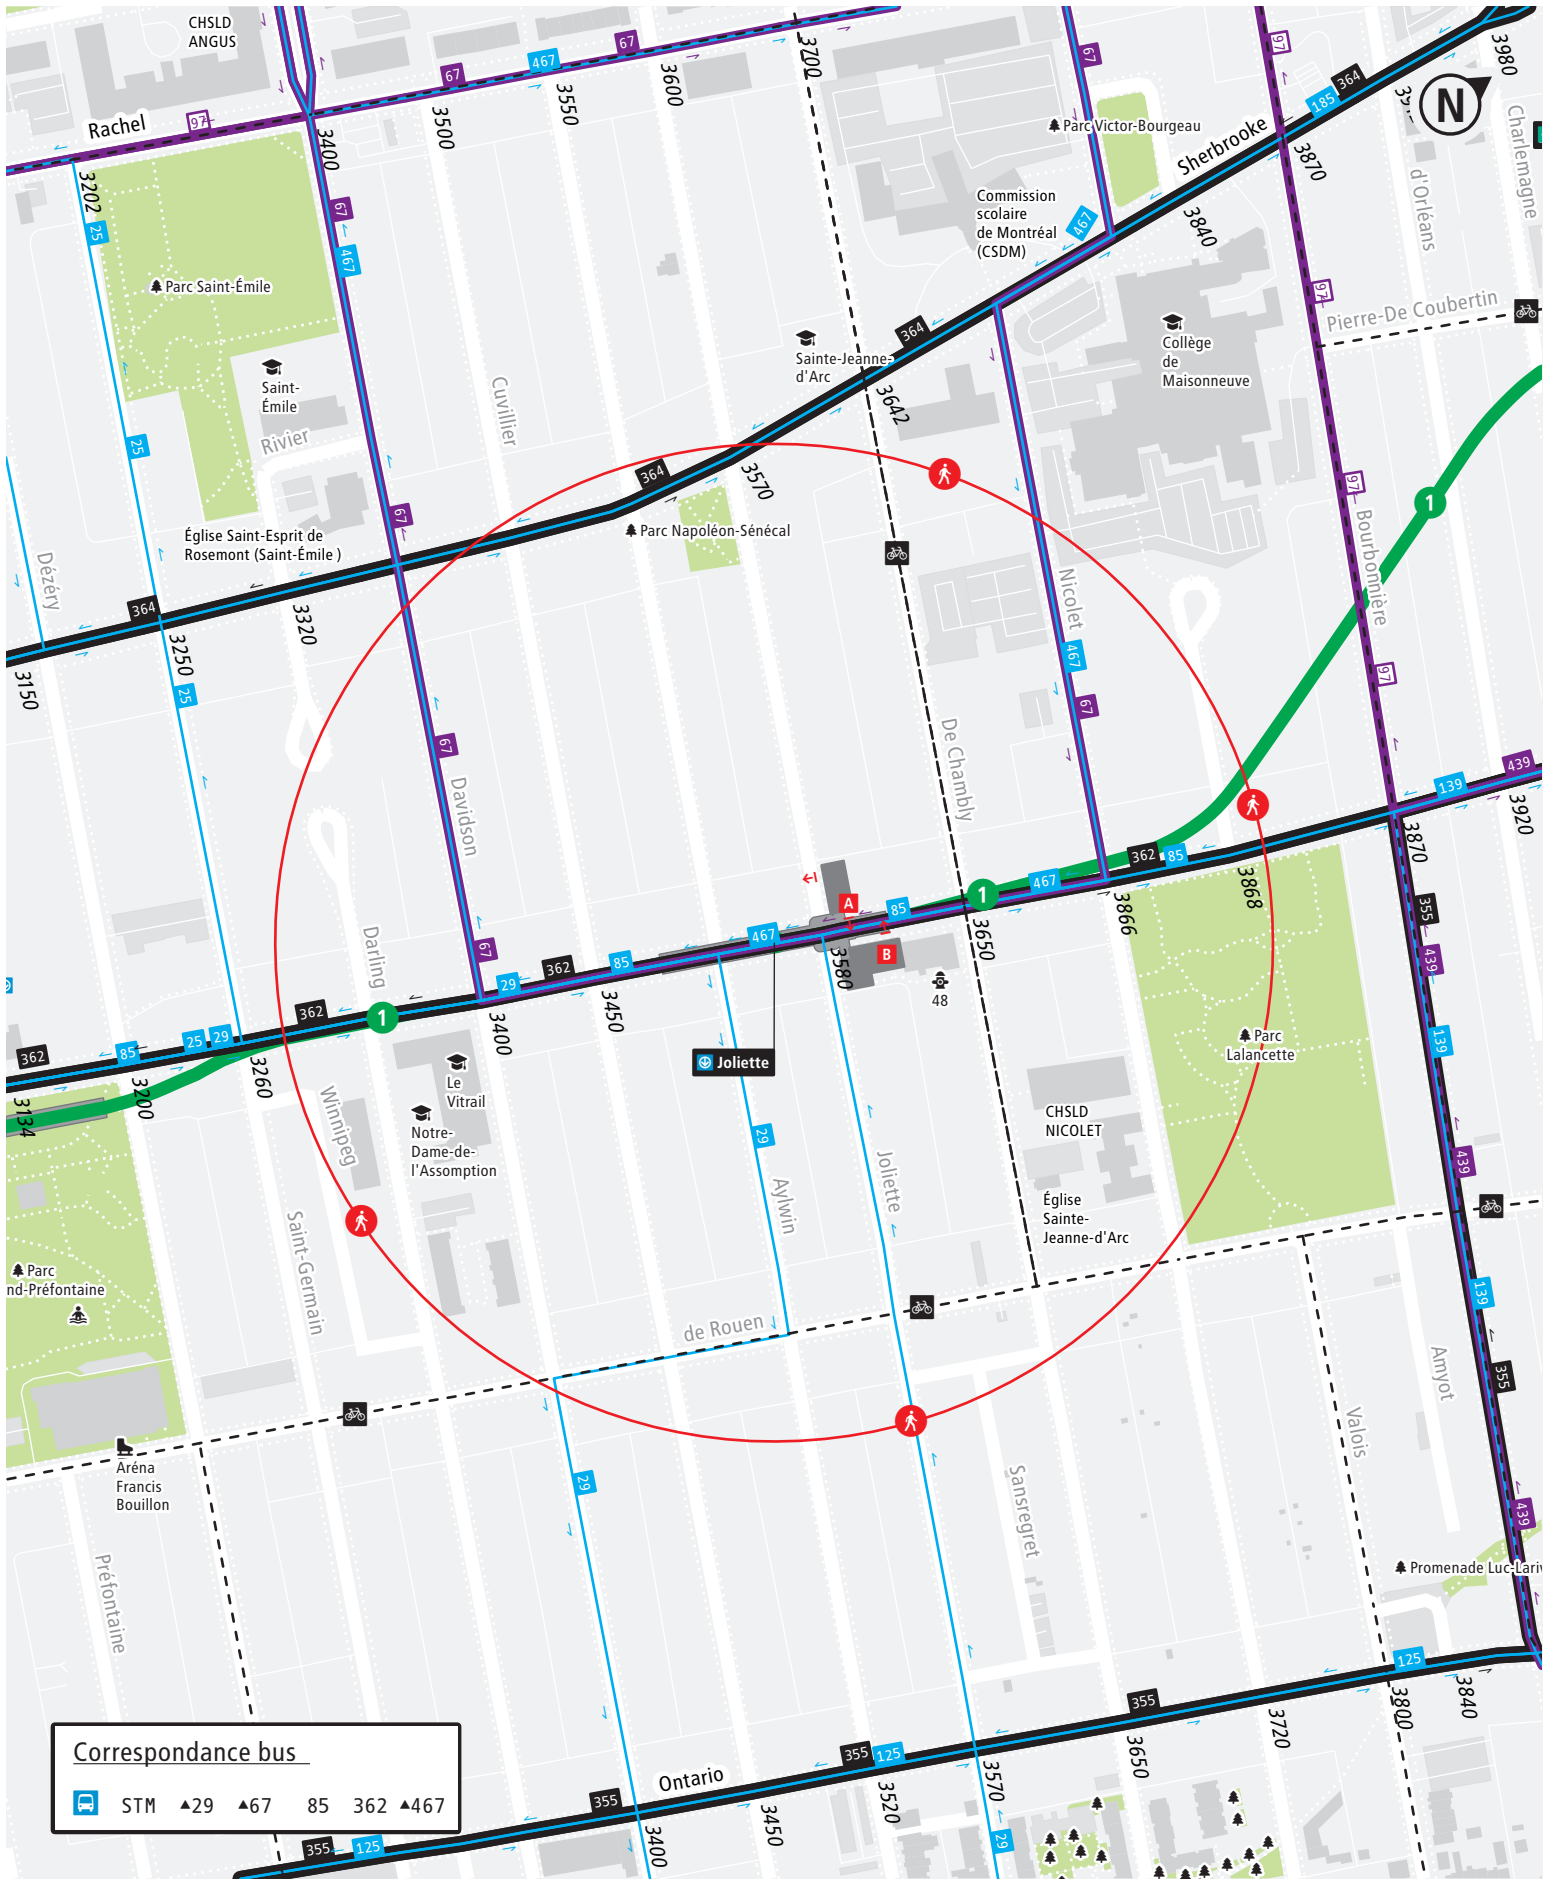 CHSLD
ANGUS
67
467
67
3700
67
97
364
3980
185
N
Rachel
97
3400
3500
3550
3600
Parc Victor-Bourgeau
Sherbrooke
3870
Charlemagne
d'Orléans
3202
25
67
467
Commission
scolaire
de Montréal
(CSDM)
467
3840
Parc Saint-Émile
97
Pierre-De Coubertin
364
Sainte-Jeanne-
d'Arc
Collège
de
Maisonneuve
Saint-
Émile
Cuvillier
3642
Rivier
25
364
3570
97
1
67
Parc Napoléon-Sénécal
Église Saint-Esprit de
Rosemont (Saint-Émile )
Bourbonnière
Dézéry
364
3320
Nicolet
3250
467
3150
25
97
67
67
De Chambly
Davidson
439
139
3920
3870
362
85
467
3866
3868
1
A
85
467
B
3650
3580
48
355
439
Darling
67
29
362
85
3450
362
1
3400
25
29
85
362
3260
3200
3134
Joliette
Parc
Lalancette
139
Le
Vitrail
Notre-
Dame-de-
l'Assomption
Winnipeg
29
CHSLD
NICOLET
439
Aylwin
Joliette
Église
Sainte-
Jeanne-d'Arc
Saint-Germain
Parc
nd-Préfontaine
139
de Rouen
Amyot
355
Valois
Aréna
Francis
Bouillon
29
Sansregret
439
Préfontaine
Promenade Luc-Lariv
125
3800
3840
355
3720
3650
355
125
Ontario
3570
3520
355
3450
3400
29
355
125
Correspondance bus
STM ▲29 ▲67 85 362 ▲467